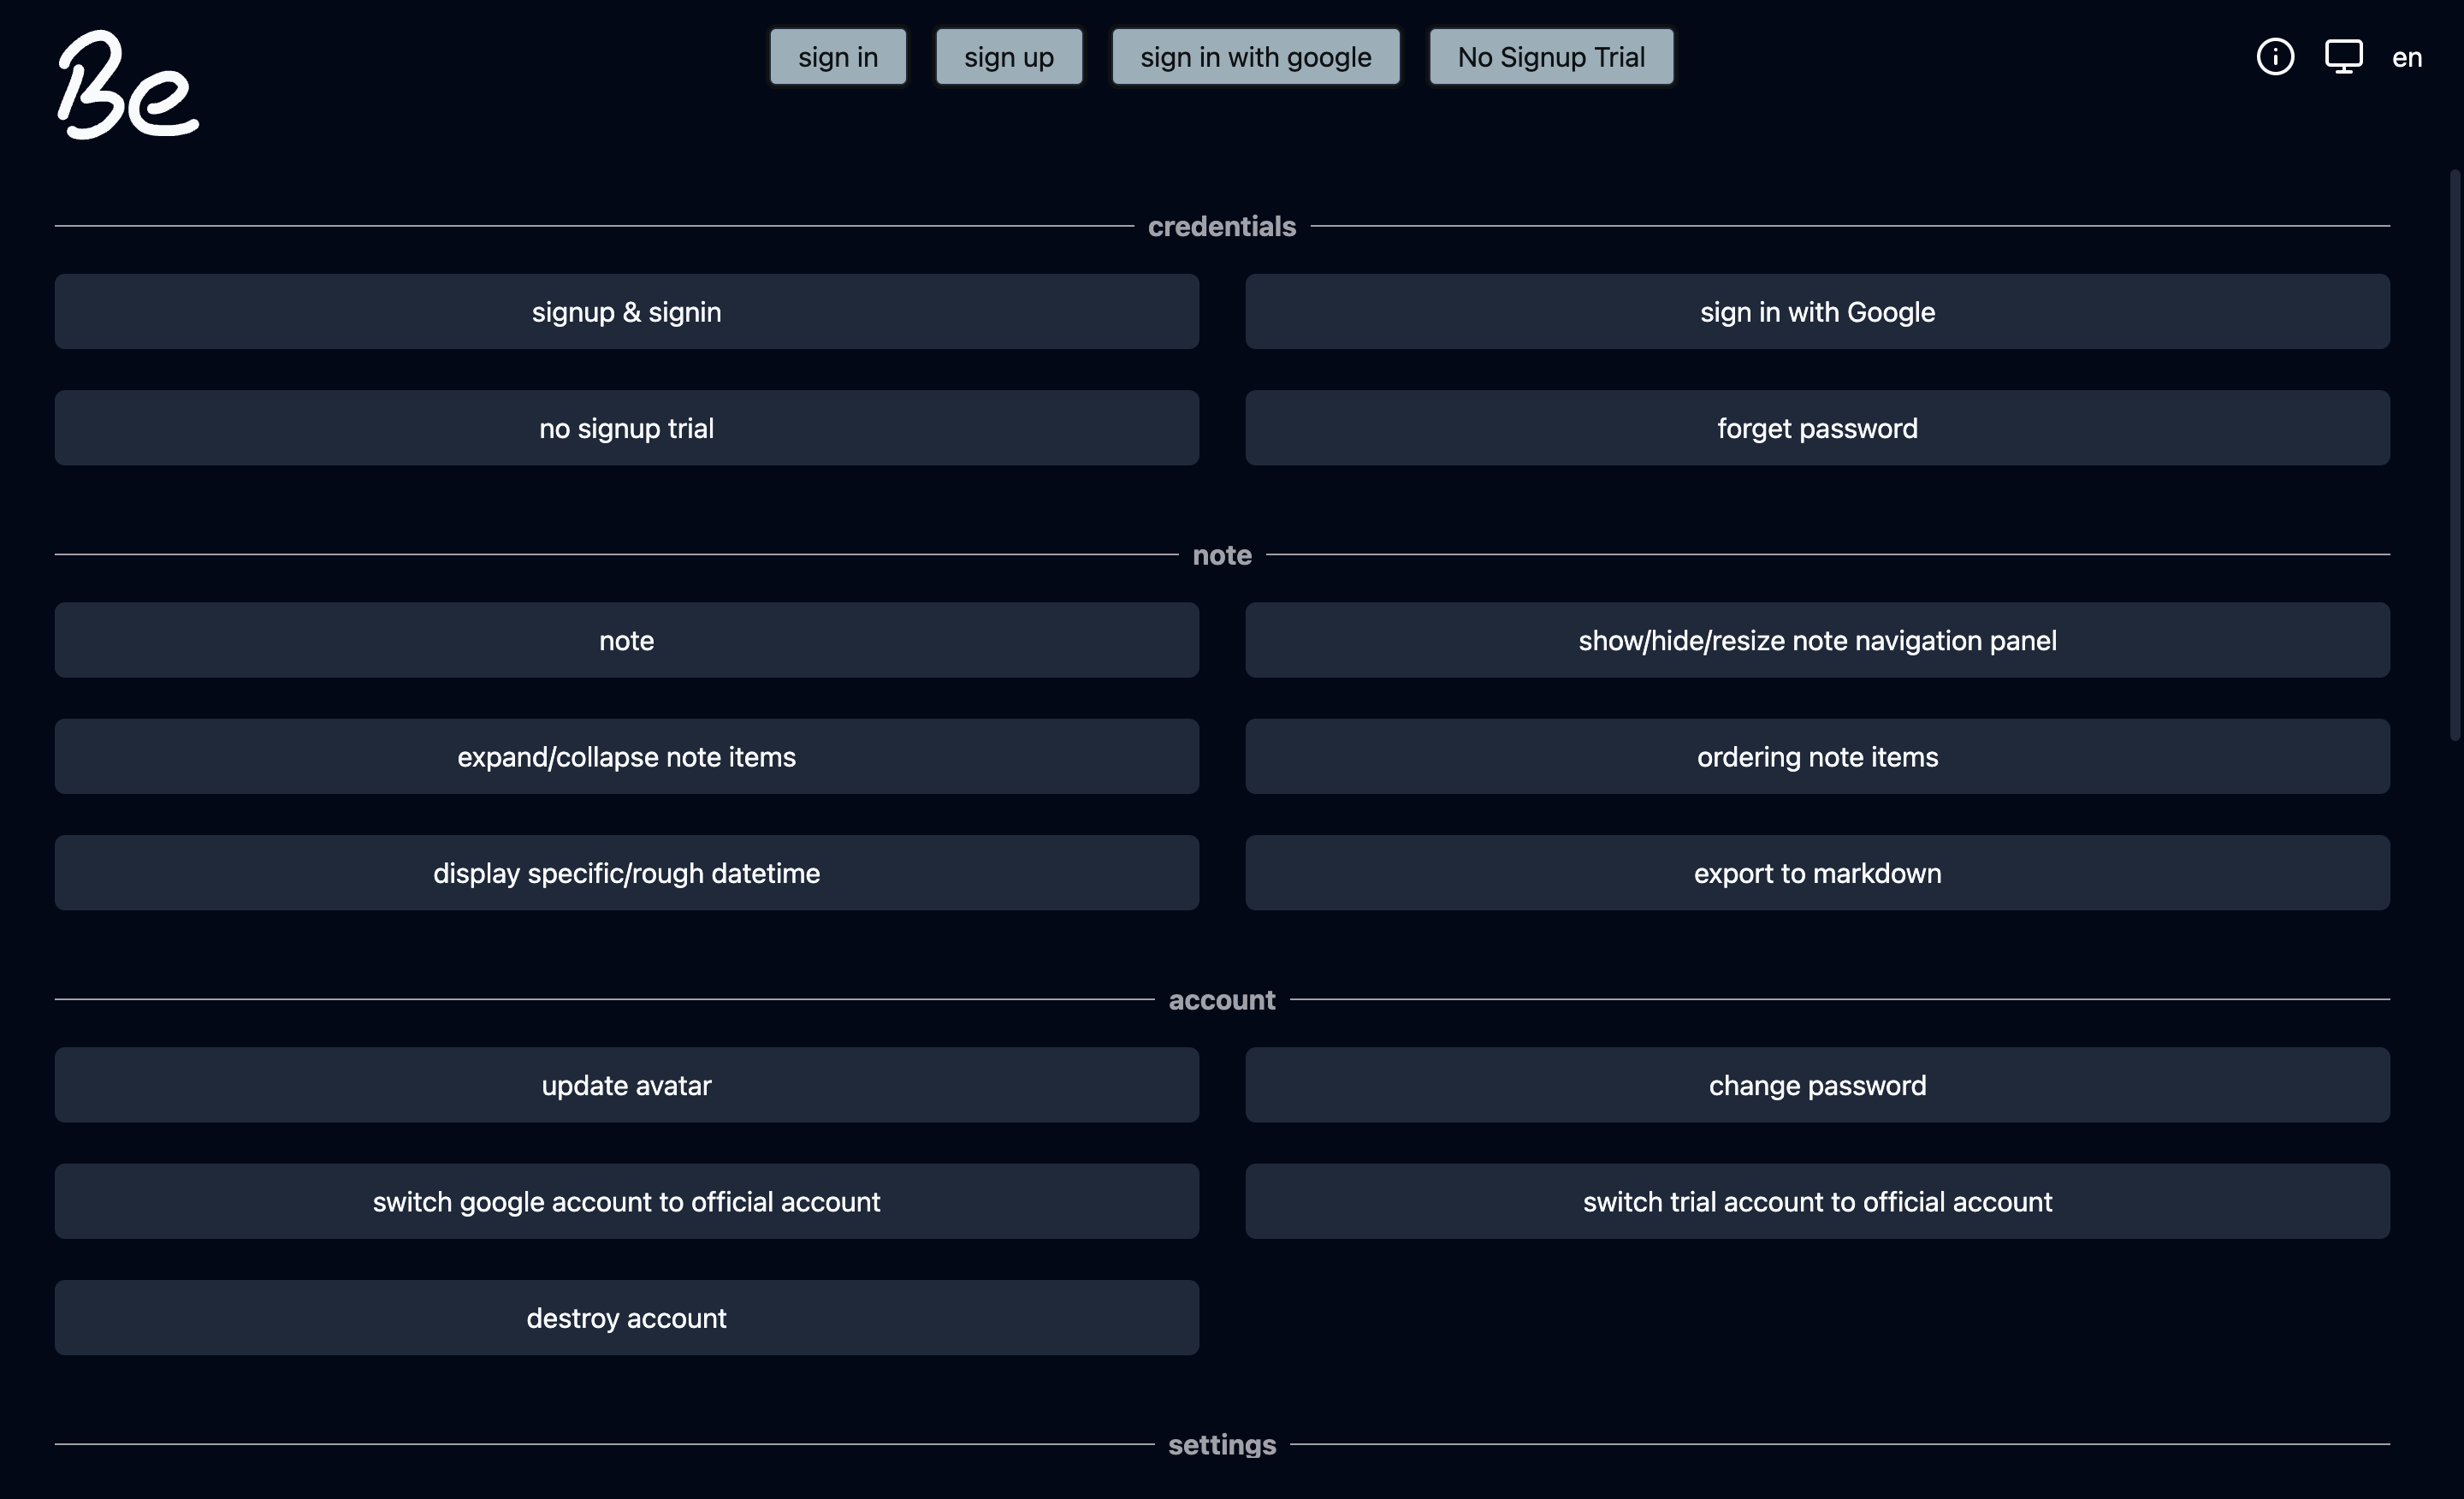 Be
sign in
sign up
sign in with google
No Signup Trial
en
credentials
signup & signin
sign in with Google
no signup trial
forget password
note
note
show/hide/resize note navigation panel
expand/collapse note items
ordering note items
display specific/rough datetime
export to markdown
account
update avatar
change password
switch google account to official account
switch trial account to official account
destroy account
settings